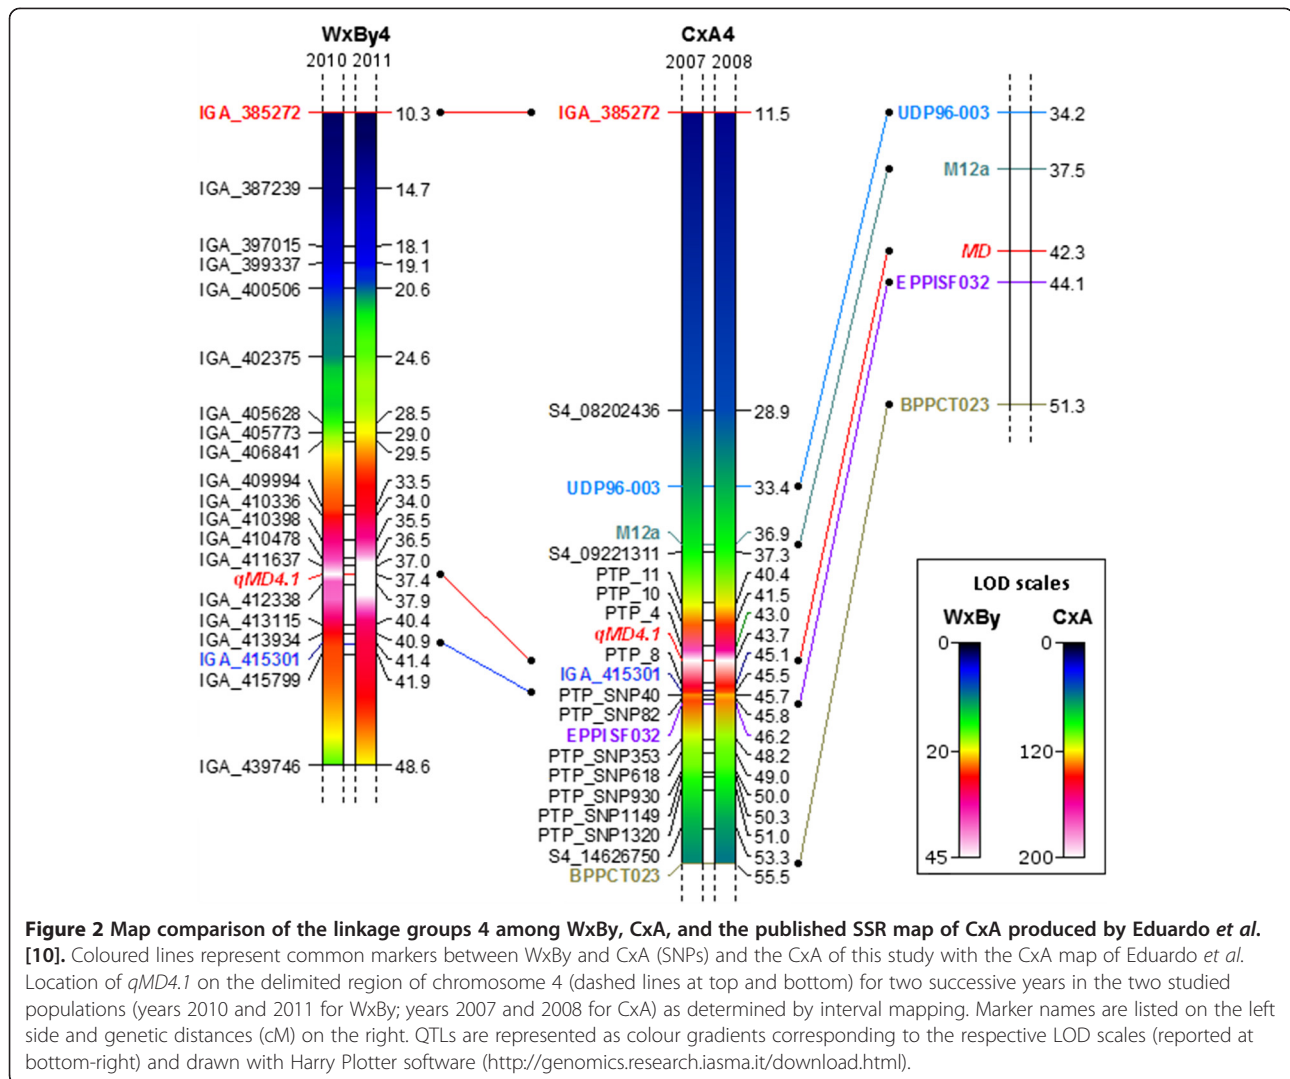 WxBy4
2010 2011
IGA_385272 10.3
IGA_387239 14.7
IGA_397015 18.1
IGA_399337 19.1
IGA_400506 20.6
IGA_402375 24.6
IGA_405628 28.5
IGA_405773 29.0
IGA_406841 29.5
IGA_409994 33.5
IGA_410336 34.0
IGA_410398 35.5
IGA_410478 36.5
IGA_411637 37.0
qMD4.1 37.4
IGA_412338 37.9
IGA_413115 40.4
IGA_413934 40.9
IGA_415301 41.4
IGA_415799 41.9
IGA_439746 48.6
CxA4
2007 2008
IGA_385272 11.5
S4_08202436 28.9
UDP96-003 33.4
M12a 36.9
S4_09221311 37.3
PTP_11 40.4
PTP_10 41.5
PTP_4 43.0
qMD4.1 43.7
PTP_8 45.1
IGA_415301 45.5
PTP_SNP40 45.7
PTP_SNP82 45.8
EPPISF032 46.2
PTP_SNP353 48.2
PTP_SNP618 49.0
PTP_SNP930 50.0
PTP_SNP1149 50.3
PTP_SNP1320 51.0
S4_14626750 53.3
BPPCT023 55.5
UDP96-003 34.2
M12a 37.5
MD 42.3
EPPISF032 44.1
BPPCT023 51.3
LOD scales
WxBy CxA
0 0
20 120
45 200
Figure 2 Map comparison of the linkage groups 4 among WxBy, CxA, and the published SSR map of CxA produced by Eduardo et al.
[10]. Coloured lines represent common markers between WxBy and CxA (SNPs) and the CxA of this study with the CxA map of Eduardo et al.
Location of qMD4.1 on the delimited region of chromosome 4 (dashed lines at top and bottom) for two successive years in the two studied
populations (years 2010 and 2011 for WxBy; years 2007 and 2008 for CxA) as determined by interval mapping. Marker names are listed on the left
side and genetic distances (cM) on the right. QTLs are represented as colour gradients corresponding to the respective LOD scales (reported at
bottom-right) and drawn with Harry Plotter software (http://genomics.research.iasma.it/download.html).